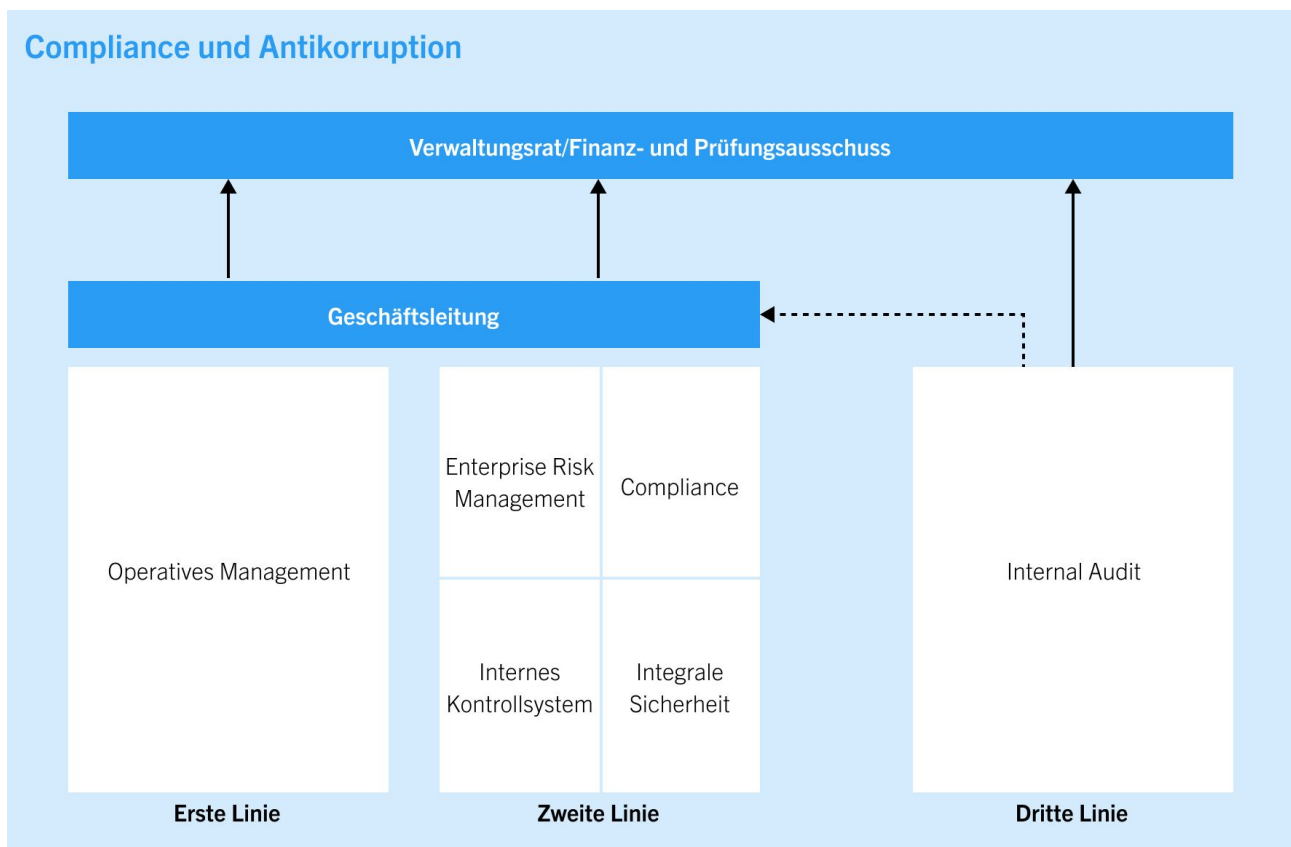 Compliance und Antikorruption
Verwaltungsrat/Finanz- und Prüfungsausschuss
Geschäftsleitung
Operatives Management
Enterprise Risk
Management
Compliance
Internes
Kontrollsystem
Integrale
Sicherheit
Internal Audit
Erste Linie
Zweite Linie
Dritte Linie